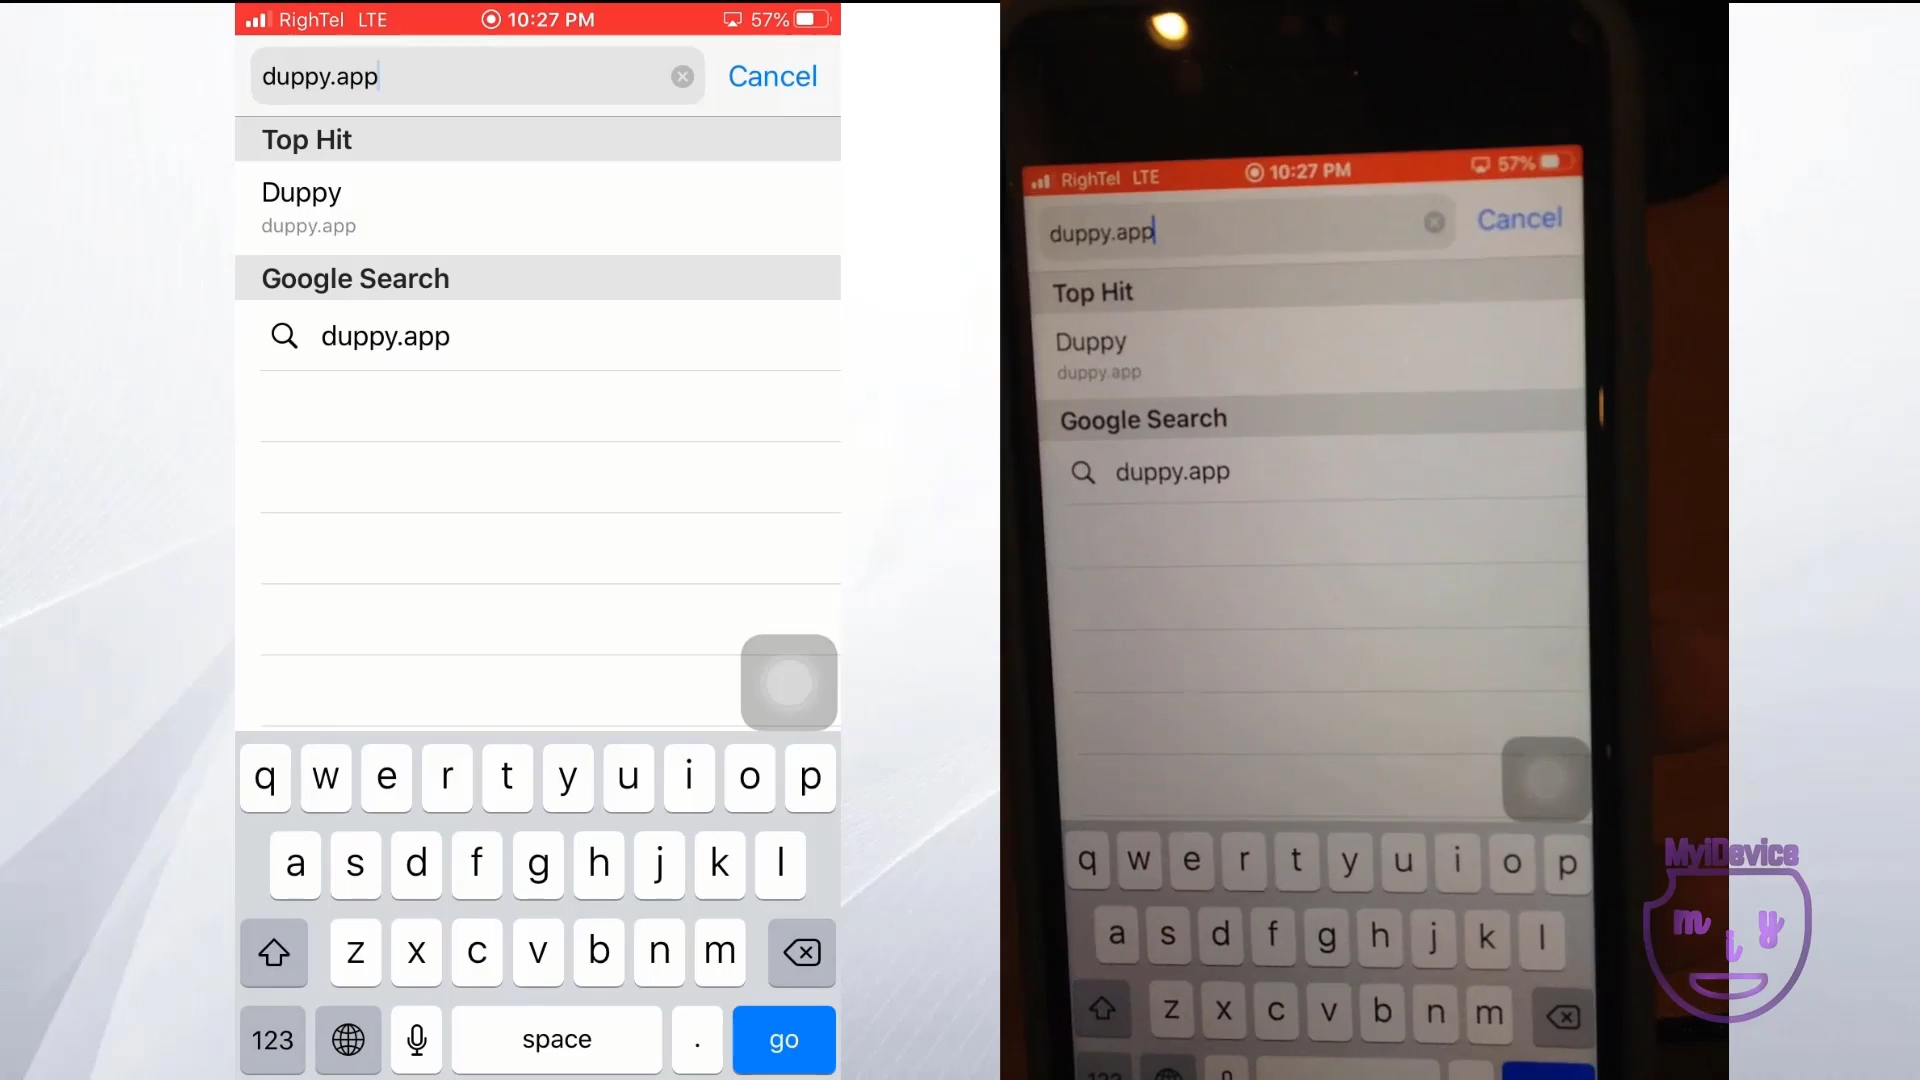 RighTel LTE 10:27 PM 57%
duppy.app Cancel
Top Hit
Duppy
duppy.app
Google Search
duppy.app
q w e r t y u i o p
a s d f g h j k l
z x c v b n m
123 space . go
RighTel LTE 10:27 PM 57%
duppy.app Cancel
Top Hit
Duppy
duppy.app
Google Search
duppy.app
q w e r t y u i o p
a s d f g h j k l
z x c v b n m
123
MyiDevice
m i y